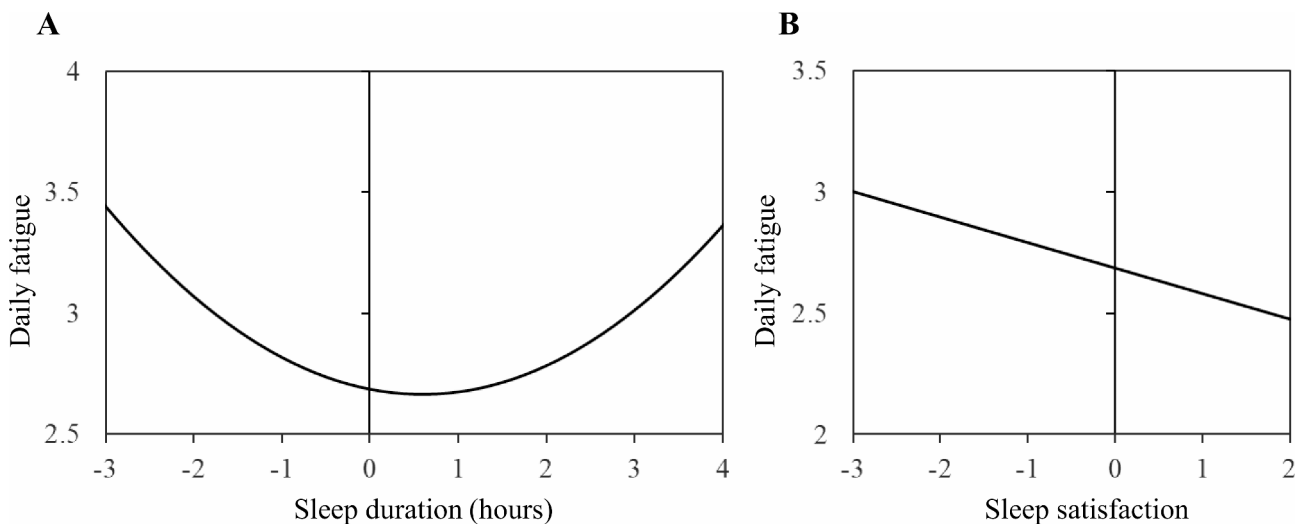 A
4
3.5
3
2.5
Daily fatigue
-3 -2 -1 0 1 2 3 4
Sleep duration (hours)
B
3.5
3
2.5
2
Daily fatigue
-3 -2 -1 0 1 2
Sleep satisfaction